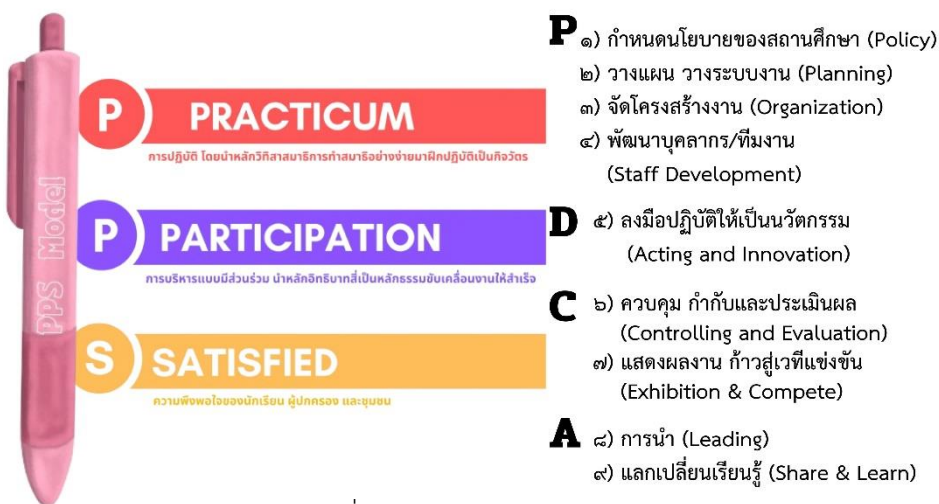 PPS Model
P PRACTICUM
การปฏิบัติ โดยนำหลักวิทิสาสมาธิการทำสมาธิอย่างง่ายมาฝึกปฏิบัติเป็นกิจวัตร
P PARTICIPATION
การบริหารแบบมีส่วนร่วม นำหลักอิทธิบาทสี่เป็นหลักธรรมขับเคลื่อนงานให้สำเร็จ
S SATISFIED
ความพึงพอใจของนักเรียน ผู้ปกครอง และชุมชน
P ๑) กำหนดนโยบายของสถานศึกษา (Policy)
๒) วางแผน วางระบบงาน (Planning)
๓) จัดโครงสร้างงาน (Organization)
๔) พัฒนาบุคลากร/ทีมงาน
(Staff Development)
D ๕) ลงมือปฏิบัติให้เป็นนวัตกรรม
(Acting and Innovation)
C ๖) ควบคุม กำกับและประเมินผล
(Controlling and Evaluation)
๗) แสดงผลงาน ก้าวสู่เวทีแข่งขัน
(Exhibition & Compete)
A ๘) การนำ (Leading)
๙) แลกเปลี่ยนเรียนรู้ (Share & Learn)